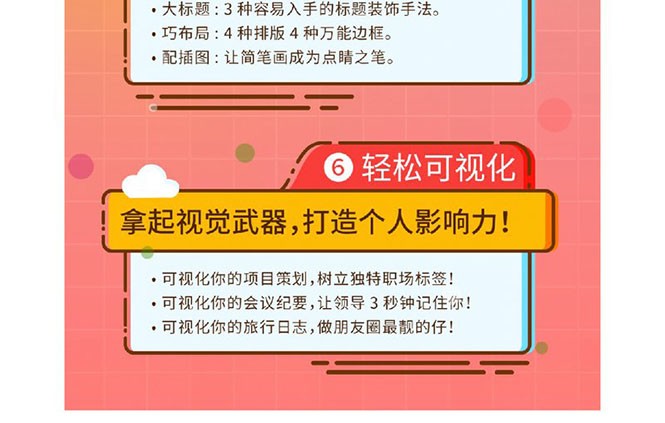 • 大标题：3 种容易入手的标题装饰手法。
• 巧布局：4 种排版 4 种万能边框。
• 配插图：让简笔画成为点睛之笔。
6 轻松可视化
拿起视觉武器，打造个人影响力！
• 可视化你的项目策划，树立独特职场标签！
• 可视化你的会议纪要，让领导 3 秒钟记住你！
• 可视化你的旅行日志，做朋友圈最靓的仔！